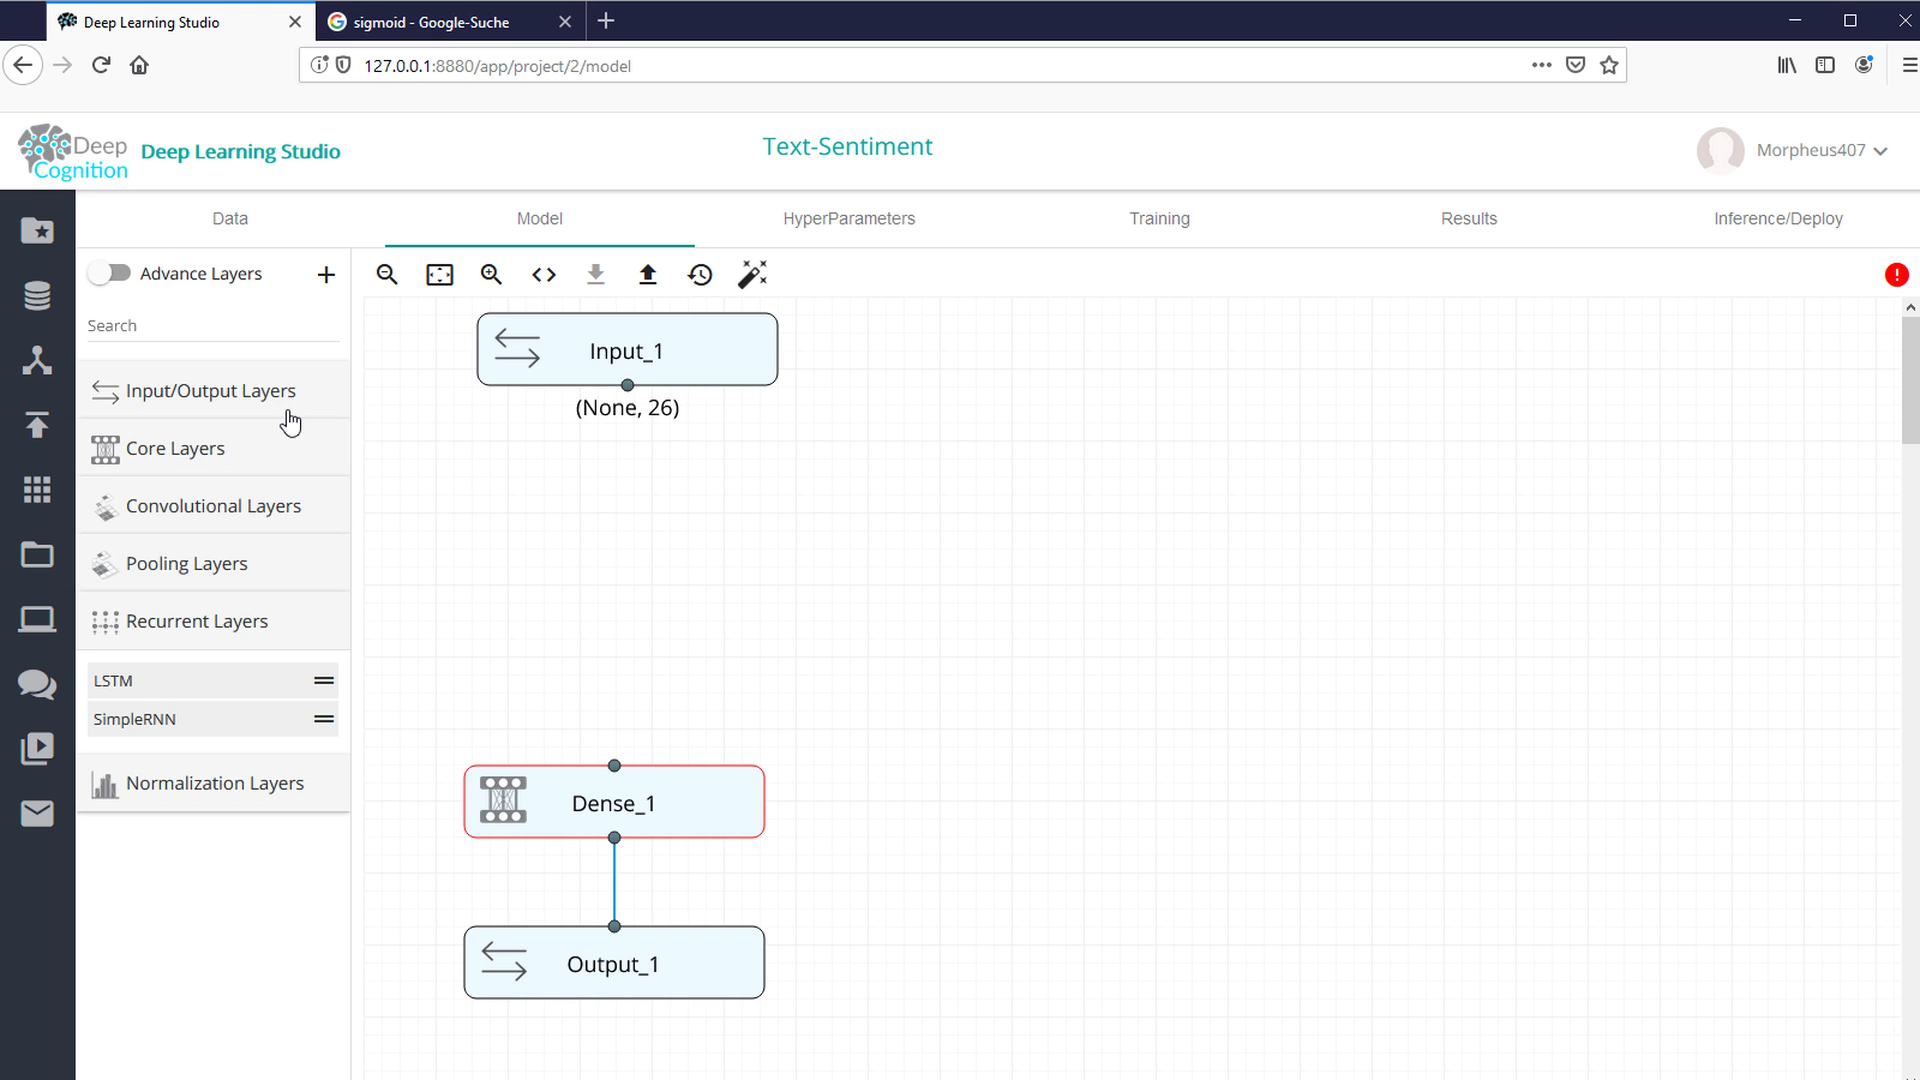 Deep Learning Studio
sigmoid - Google-Suche
127.0.0.1:8880/app/project/2/model
Deep
Cognition
Deep Learning Studio
Text-Sentiment
Morpheus407
Data
Model
HyperParameters
Training
Results
Inference/Deploy
Advance Layers
Search
Input/Output Layers
Core Layers
Convolutional Layers
Pooling Layers
Recurrent Layers
LSTM
SimpleRNN
Normalization Layers
Input_1
(None, 26)
Dense_1
Output_1